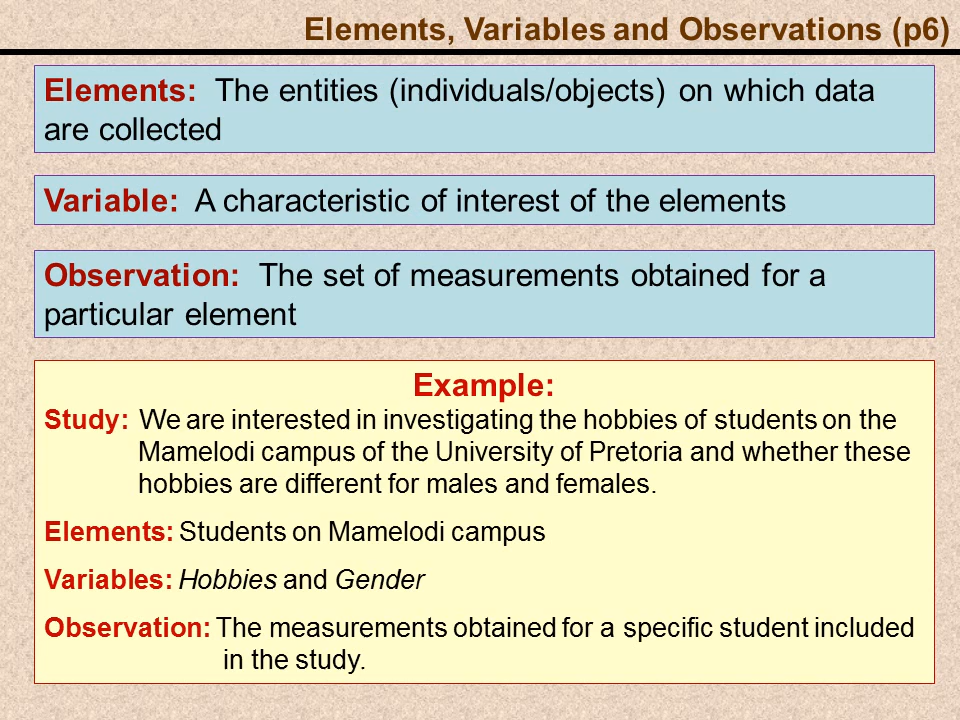 Elements, Variables and Observations (p6)
Elements: The entities (individuals/objects) on which data
are collected
Variable: A characteristic of interest of the elements
Observation: The set of measurements obtained for a
particular element
Example:
Study: We are interested in investigating the hobbies of students on the
Mamelodi campus of the University of Pretoria and whether these
hobbies are different for males and females.
Elements: Students on Mamelodi campus
Variables: Hobbies and Gender
Observation: The measurements obtained for a specific student included
in the study.